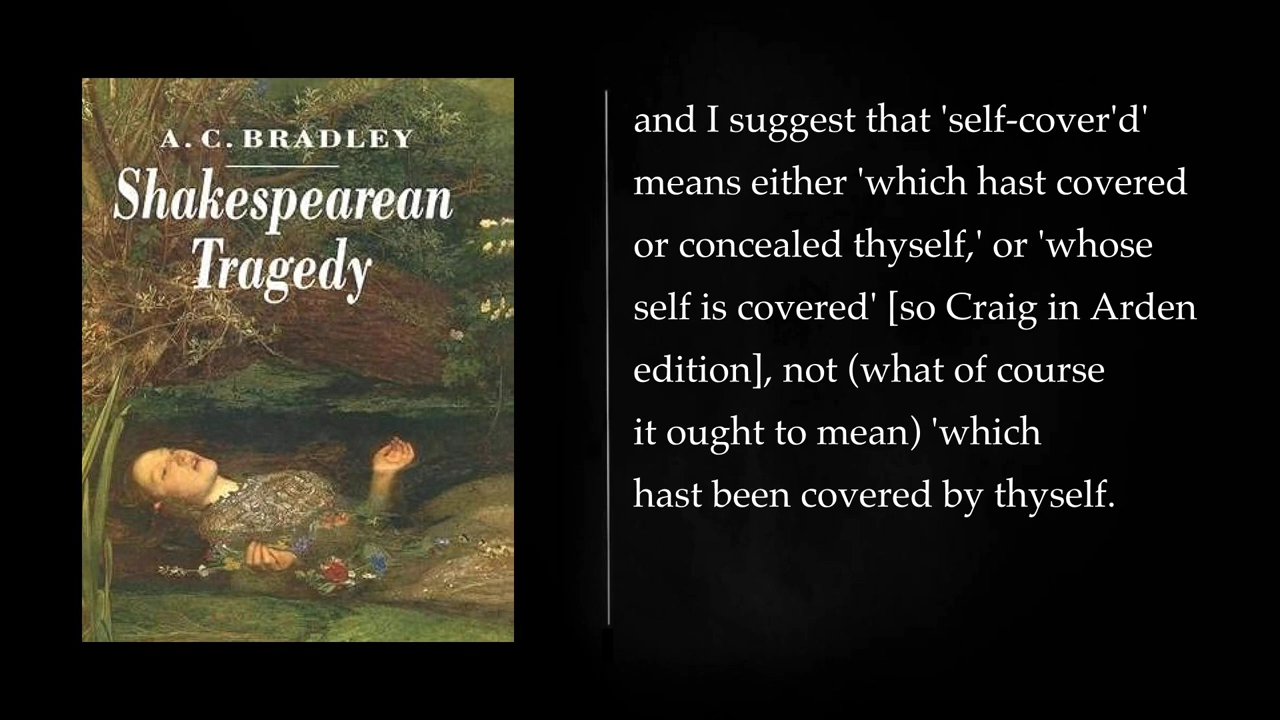 A. C. BRADLEY
Shakespearean
Tragedy
and I suggest that 'self-cover'd'
means either 'which hast covered
or concealed thyself,' or 'whose
self is covered' [so Craig in Arden
edition], not (what of course
it ought to mean) 'which
hast been covered by thyself.